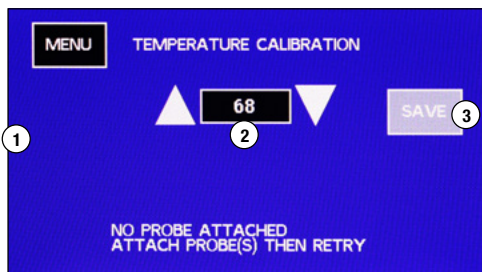 MENU TEMPERATURE CALIBRATION
68
SAVE
1
2
3
NO PROBE ATTACHED
ATTACH PROBE(S) THEN RETRY